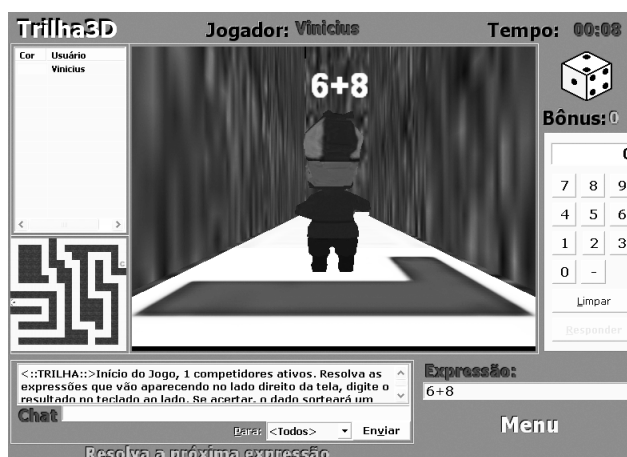 Trilha3D
Jogador: Vinicius
Tempo: 00:08
Cor Usuário
Vinicius
6+8
Bônus: 0
0
7 8 9
4 5 6
1 2 3
0 -
Limpar
Responder
<::TRILHA::>Início do Jogo, 1 competidores ativos. Resolva as
expressões que vão aparecendo no lado direito da tela, digite o
resultado no teclado ao lado. Se acertar, o dado sorteará um
Chat
Para: <Todos> Enviar
Expressão:
6+8
Menu
Resolva a próxima expressão